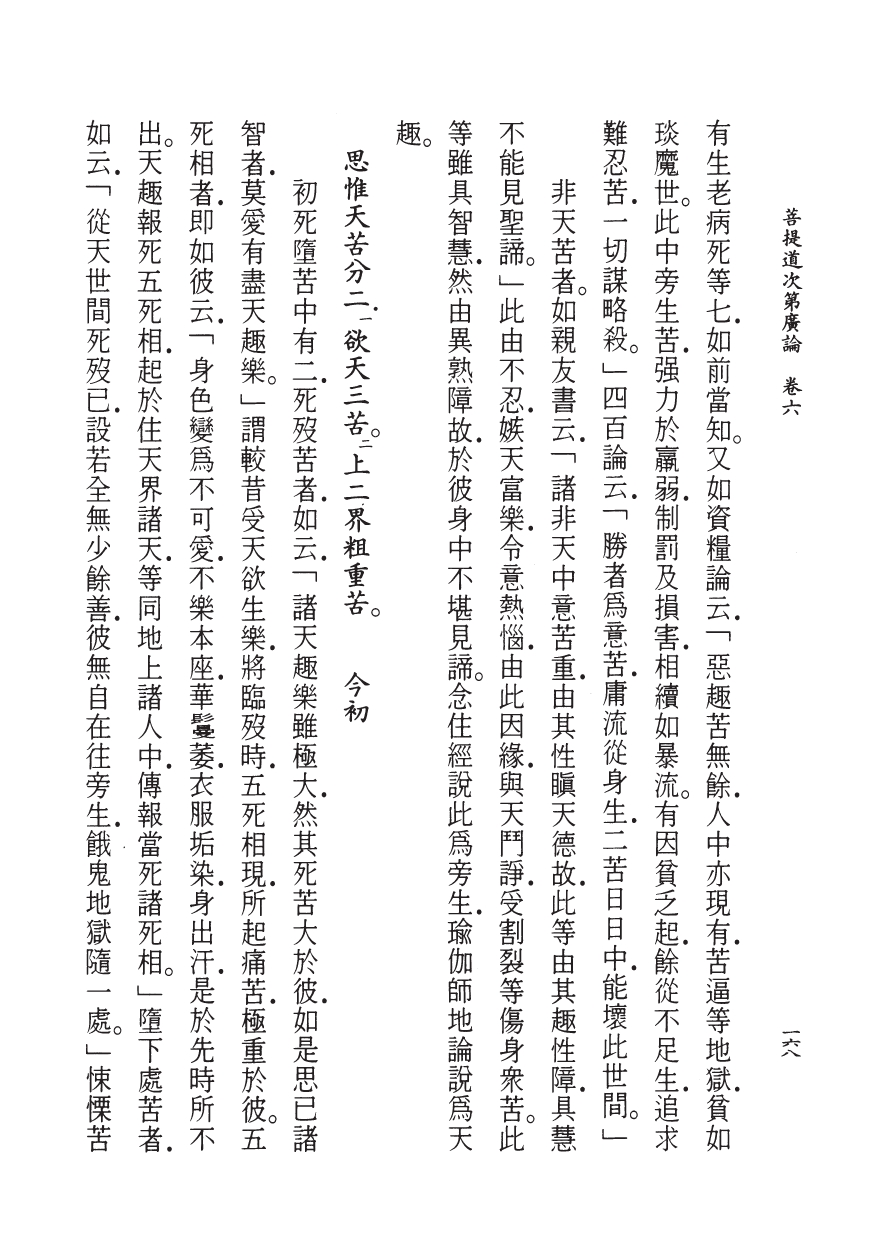 菩提道次第廣論　卷六
一六八
有生老病死等七．如前當知。又如資糧論云．「惡趣苦無餘．人中亦現有．苦逼等地獄．貧如
琰魔世。此中旁生苦．强力於羸弱．制罰及損害．相續如暴流。有因貧乏起．餘從不足生．追求
難忍苦．一切謀略殺。」四百論云．「勝者爲意苦．庸流從身生．二苦日日中．能壞此世間。」
非天苦者。如親友書云．「諸非天中意苦重．由其性瞋天德故．此等由其趣性障．具慧
不能見聖諦。」此由不忍．嫉天富樂．令意熱惱．由此因緣．與天鬥諍．受割裂等傷身衆苦。此
等雖具智慧．然由異熟障故．於彼身中不堪見諦。念住經說此爲旁生．瑜伽師地論說爲天
趣。
思惟天苦分二．一欲天三苦。二上二界粗重苦。　今初
初死墮苦中有二．死歿苦者．如云．「諸天趣樂雖極大．然其死苦大於彼．如是思已諸
智者．莫愛有盡天趣樂。」謂較昔受天欲生樂．將臨歿時．五死相現．所起痛苦．極重於彼。五
死相者．即如彼云．「身色變爲不可愛．不樂本座．華鬘萎．衣服垢染．身出汗．是於先時所不
出。天趣報死五死相．起於住天界諸天．等同地上諸人中．傳報當死諸死相。」墮下處苦者．
如云．「從天世間死歿已．設若全無少餘善．彼無自在往旁生．餓鬼地獄隨一處。」悚慄苦